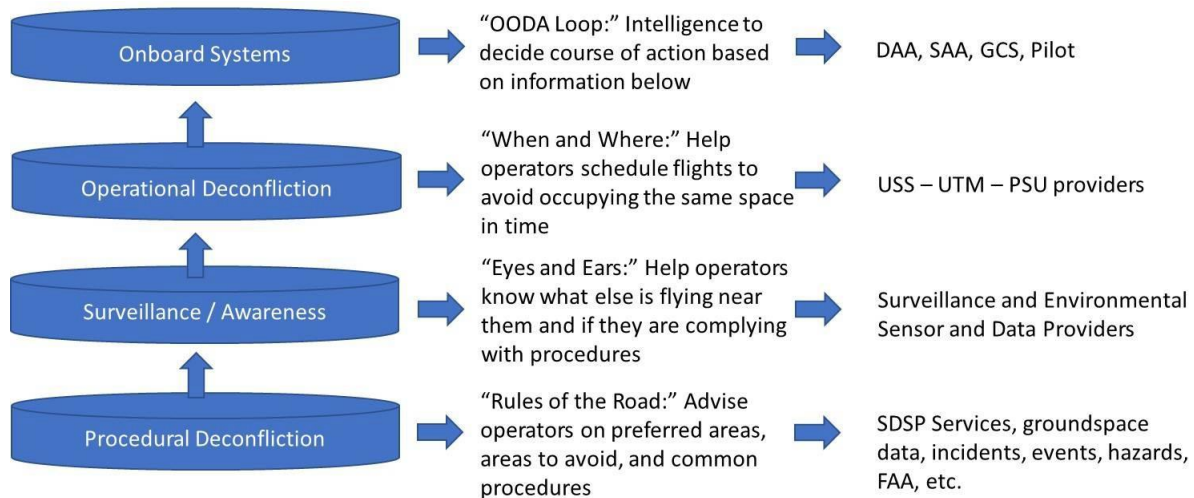 Onboard Systems
“OODA Loop:” Intelligence to
decide course of action based
on information below
DAA, SAA, GCS, Pilot
Operational Deconfliction
“When and Where:” Help
operators schedule flights to
avoid occupying the same space
in time
USS – UTM – PSU providers
Surveillance / Awareness
“Eyes and Ears:” Help operators
know what else is flying near
them and if they are complying
with procedures
Surveillance and Environmental
Sensor and Data Providers
Procedural Deconfliction
“Rules of the Road:” Advise
operators on preferred areas,
areas to avoid, and common
procedures
SDSP Services, groundspace
data, incidents, events, hazards,
FAA, etc.